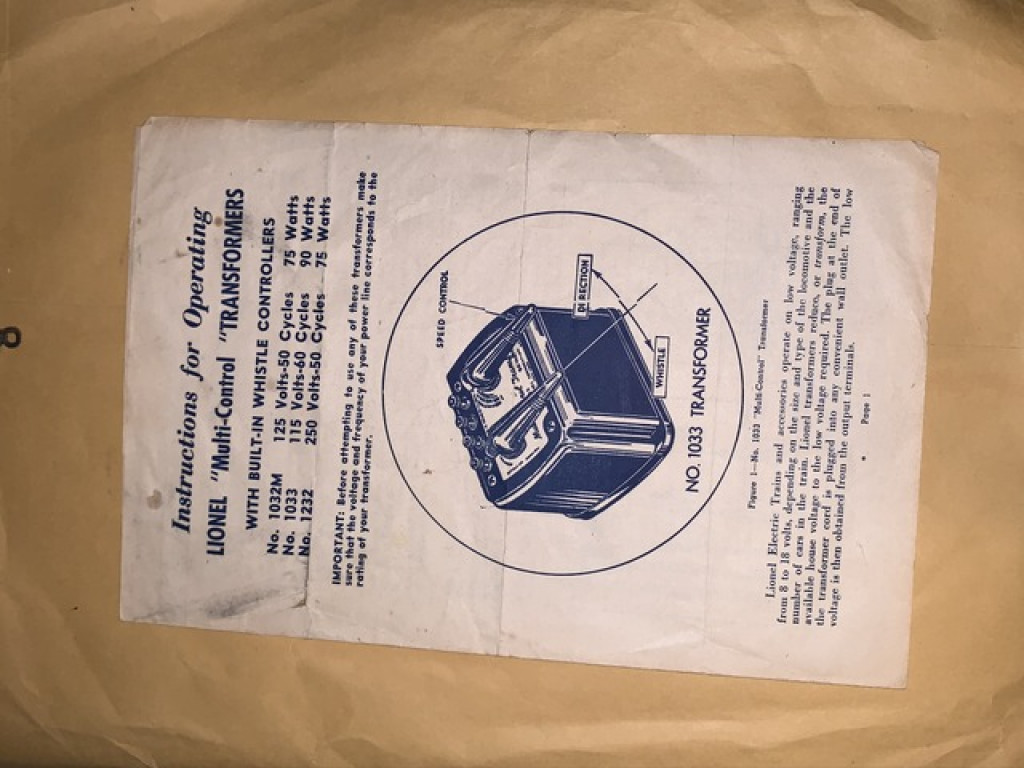 Instructions for Operating
LIONEL "Multi-Control "TRANSFORMERS
WITH BUILT-IN WHISTLE CONTROLLERS
No. 1032M 125 Volts-50 Cycles 75 Watts
No. 1033 115 Volts-60 Cycles 90 Watts
No. 1232 250 Volts-50 Cycles 75 Watts
IMPORTANT: Before attempting to use any of these transformers make
sure that the voltage and frequency of your power line corresponds to the
rating of your transformer.
SPEED CONTROL
DIRECTION
WHISTLE
NO. 1033 TRANSFORMER
Figure 1—No. 1033 "Multi-Control" Transformer
Lionel Electric Trains and accessories operate on low voltage, ranging
from 8 to 18 volts, depending on the size and type of the locomotive and the
number of cars in the train. Lionel transformers reduce, or transform, the
available house voltage to the low voltage required. The plug at the end of
the transformer cord is plugged into any convenient wall outlet. The low
voltage is then obtained from the output terminals.
Page 1